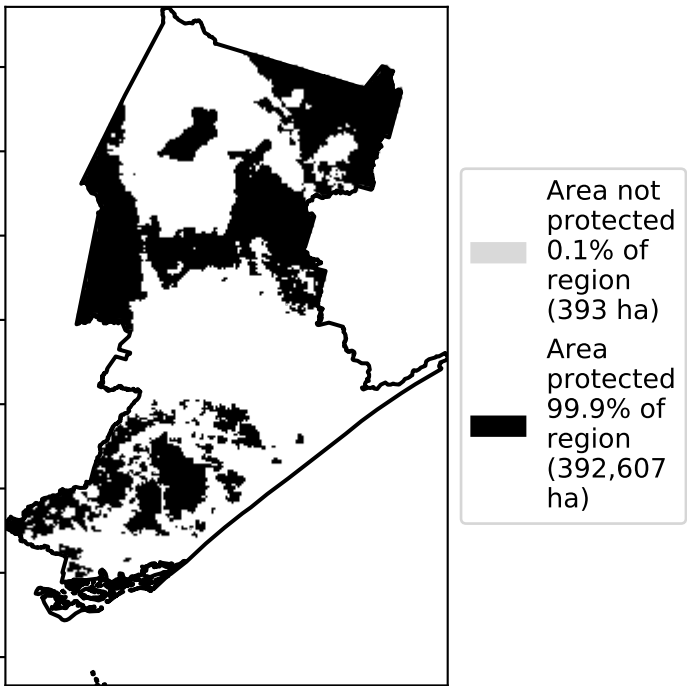 Area not
protected
0.1% of
region
(393 ha)
Area
protected
99.9% of
region
(392,607
ha)